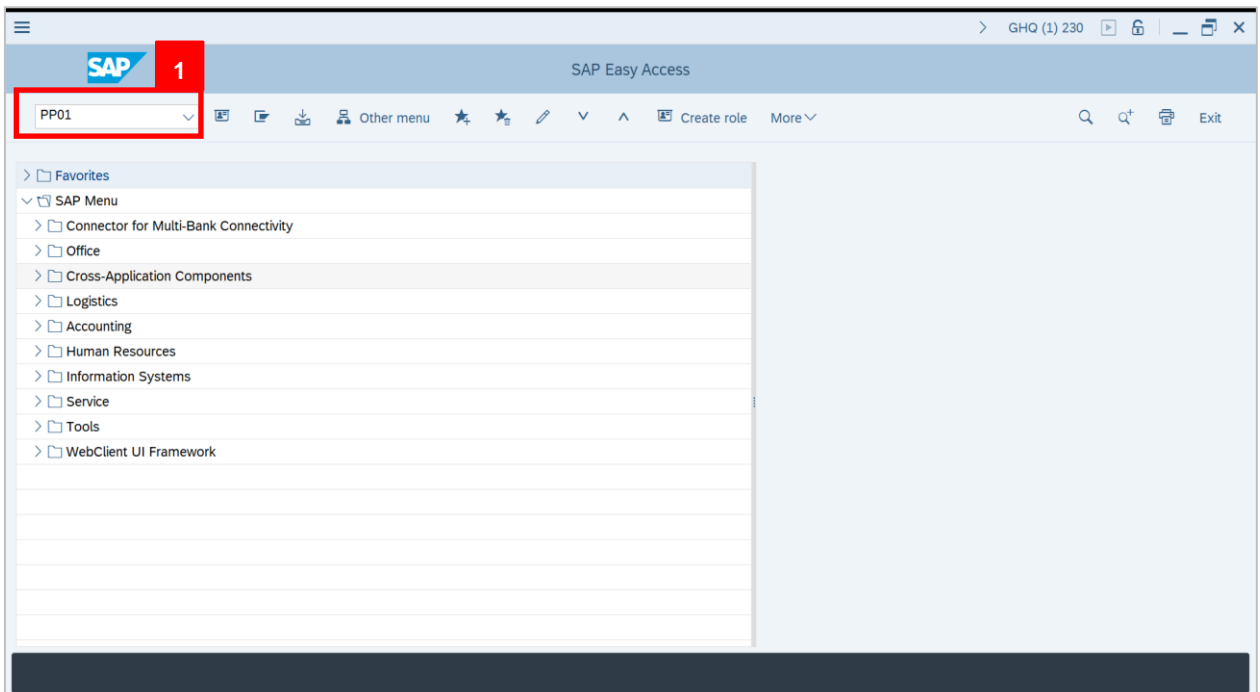 GHQ (1) 230
SAP
1
SAP Easy Access
PP01
Other menu
Create role
More
Exit
Favorites
SAP Menu
Connector for Multi-Bank Connectivity
Office
Cross-Application Components
Logistics
Accounting
Human Resources
Information Systems
Service
Tools
WebClient UI Framework